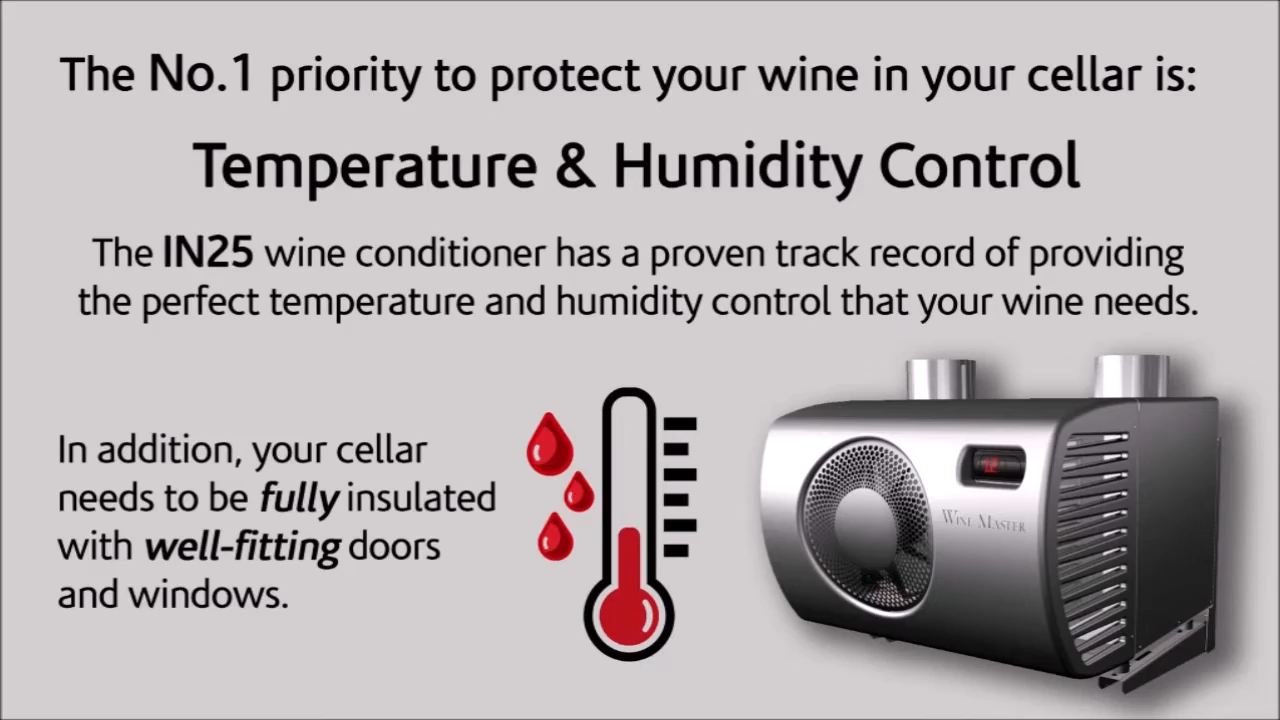 The No.1 priority to protect your wine in your cellar is:
Temperature & Humidity Control
The IN25 wine conditioner has a proven track record of providing
the perfect temperature and humidity control that your wine needs.
In addition, your cellar
needs to be fully insulated
with well-fitting doors
and windows.
12
WINE MASTER